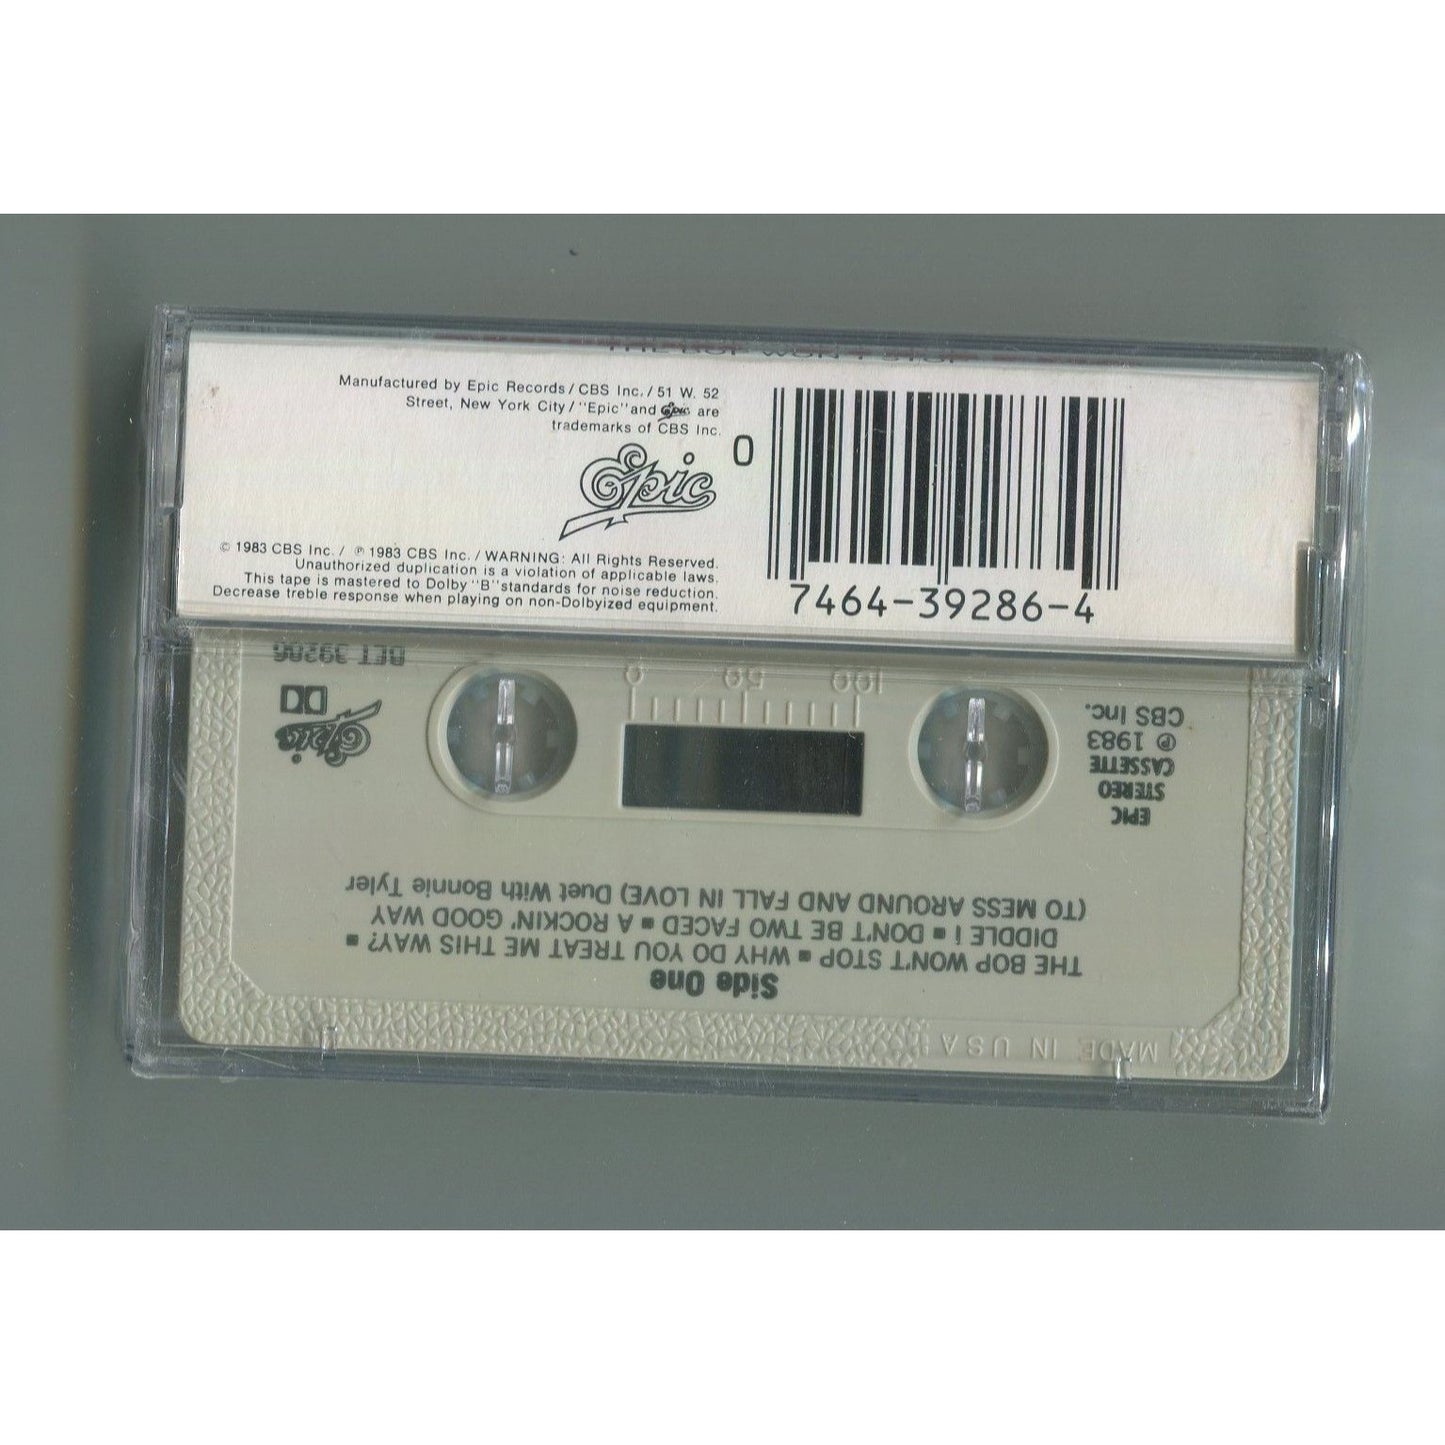 THE BOP WON'T STOP
Manufactured by Epic Records/CBS Inc./51 W. 52
Street, New York City/"Epic" and Epic are
trademarks of CBS Inc.
Epic
© 1983 CBS Inc. / ℗ 1983 CBS Inc. / WARNING: All Rights Reserved.
Unauthorized duplication is a violation of applicable laws.
This tape is mastered to Dolby "B" standards for noise reduction.
Decrease treble response when playing on non-Dolbyized equipment.
0
7464-39286-4
MADE IN USA
Side One
THE BOP WON'T STOP ■ WHY DO YOU TREAT ME THIS WAY? ■
DIDDLE I ■ DON'T BE TWO FACED ■ A ROCKIN' GOOD WAY
(TO MESS AROUND AND FALL IN LOVE) Duet With Bonnie Tyler
EPIC
STEREO
CASSETTE
℗ 1983
CBS Inc.
100 50 0
Epic
BET 39286